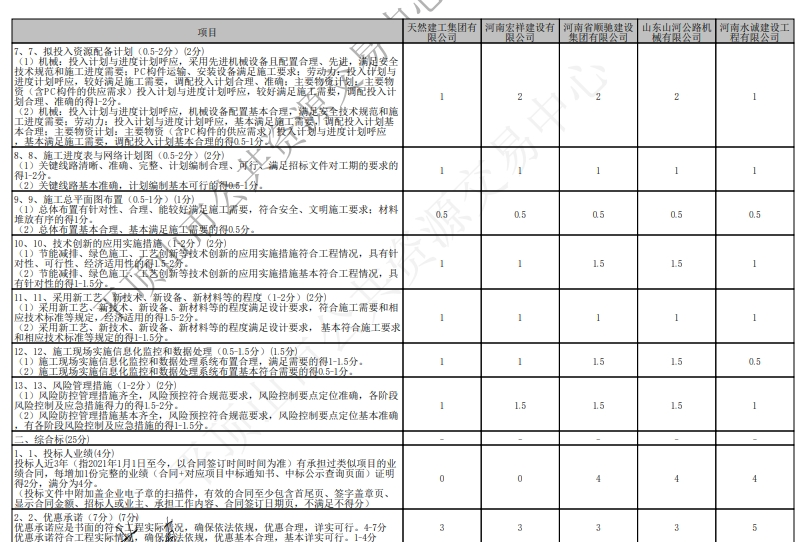 项目
天然建工集团有
限公司
河南宏祥建设有
限公司
河南省顺驰建设
集团有限公司
山东山河公路机
械有限公司
河南水诚建设工
程有限公司
7、7、拟投入资源配备计划（0.5-2分）(2分)
（1）机械：投入计划与进度计划呼应，采用先进机械设备且配置合理、先进，满足安全
技术规范和施工进度需要；PC构件运输、安装设备满足施工要求；劳动力：投入计划与
进度计划呼应，较好满足施工需要，调配投入计划合理、准确；主要物资计划：主要物
资（含PC构件的供应需求）投入计划与进度计划呼应，较好满足施工需要，调配投入计
划合理、准确的得1-2分。
（2）机械：投入计划与进度计划呼应，机械设备配置基本合理，满足安全技术规范和施
工进度需要；劳动力：投入计划与进度计划呼应，基本满足施工需要，调配投入计划基
本合理；主要物资计划：主要物资（含PC构件的供应需求）投入计划与进度计划呼应
，基本满足施工需要，调配投入计划基本合理的得0.5-1分。
1 2 2 2 1
8、8、施工进度表与网络计划图（0.5-2分）(2分)
（1）关键线路清晰、准确、完整、计划编制合理、可行、满足招标文件对工期的要求的
得1-2分。
（2）关键线路基本准确，计划编制基本可行的得0.5-1分。
1 1 1 1 1
9、9、施工总平面图布置（0.5-1分）(1分)
（1）总体布置有针对性、合理、能较好满足施工需要，符合安全、文明施工要求；材料
堆放有序的得1分。
（2）总体布置基本合理、基本满足施工需要的得0.5分。
0.5 0.5 0.5 0.5 0.5
10、10、技术创新的应用实施措施（1-2分）(2分)
（1）节能减排、绿色施工、工艺创新等技术创新的应用实施措施符合工程情况，具有针
对性、可行性、经济适用性的得1.5-2分。
（2）节能减排、绿色施工、工艺创新等技术创新的应用实施措施基本符合工程情况，具
有针对性的得1-1.5分。
1 1 1.5 1.5 1
11、11、采用新工艺、新技术、新设备、新材料等的程度（1-2分）(2分)
（1）采用新工艺、新技术、新设备、新材料等的程度满足设计要求，符合施工需要和相
应技术标准等规定，经济适用的得1.5-2分。
（2）采用新工艺、新技术、新设备、新材料等的程度满足设计要求， 基本符合施工要求
和相应技术标准等规定的得1-1.5分。
1 1 1 1 1
12、12、施工现场实施信息化监控和数据处理（0.5-1.5分）(1.5分)
（1）施工现场实施信息化监控和数据处理系统布置合理，满足需要的得1-1.5分。
（2）施工现场实施信息化监控和数据处理系统布置基本符合需要的得0.5-1分。
1 1 1.5 1.5 0.5
13、13、风险管理措施（1-2分）(2分)
（1）风险防控管理措施齐全，风险预控符合规范要求，风险控制要点定位准确，各阶段
风险控制及应急措施得力的得1.5-2分。
（2）风险防控管理措施基本齐全，风险预控符合规范要求，风险控制要点定位基本准确
，有各阶段风险控制及应急措施的得1-1.5分。
1 1.5 1.5 1.5 1
二、综合标(25分)
- - - - -
1、1、投标人业绩(4分)
投标人近3年（指2021年1月1日至今，以合同签订时间时间为准）有承担过类似项目的业
绩合同，每增加1份完整的业绩（合同+对应项目中标通知书、中标公示查询页面）证明
得2分，满分为4分。
（投标文件中附加盖企业电子章的扫描件，有效的合同至少包含首尾页、签字盖章页、
显示合同金额、招标人或业主、承担工作内容、合同签订日期页，不满足不得分）
0 0 4 4 4
2、2、优惠承诺（7分）(7分)
优惠承诺应是书面的符合工程实际情况，确保依法依规，优惠合理，详实可行。4-7分
优惠承诺符合工程实际情况，确保依法依规，优惠基本合理，基本详实可行。1-4分
3 3 3 3 5